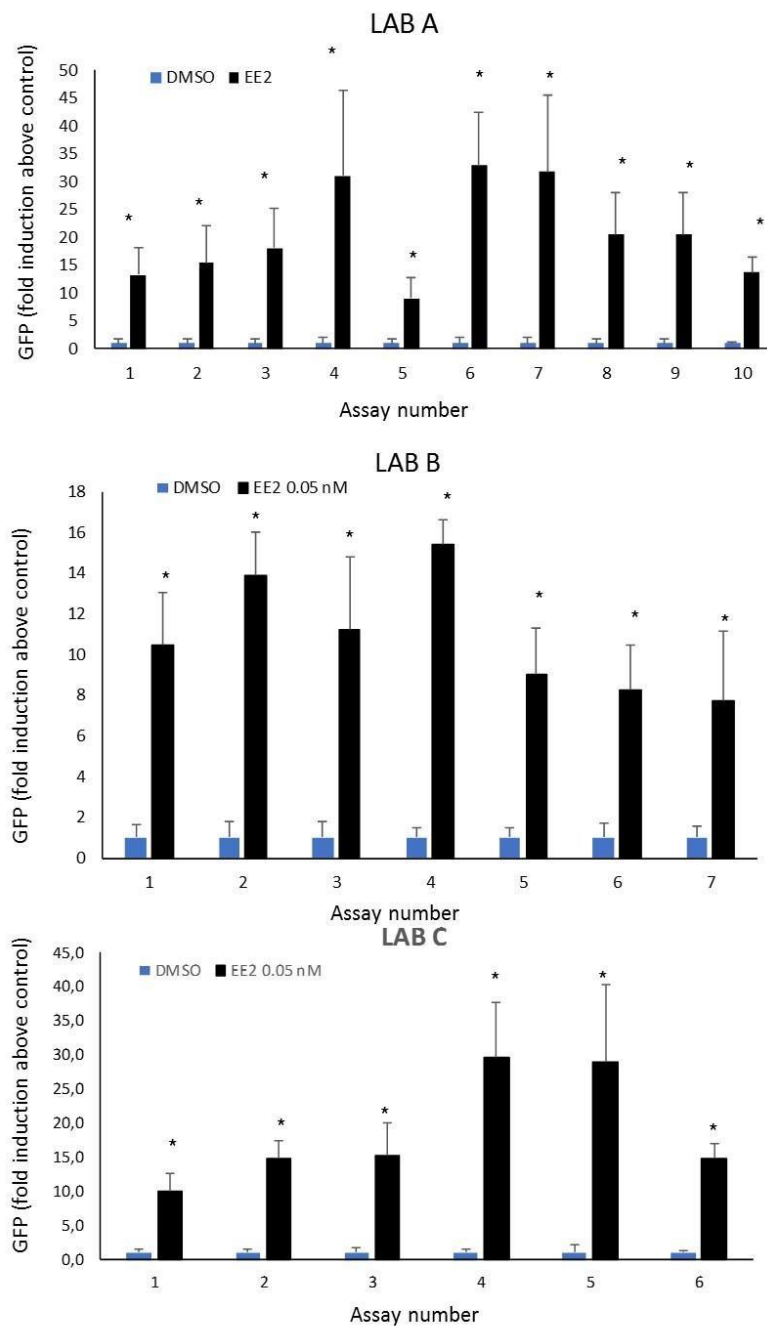 LAB A
DMSO EE2
GFP (fold induction above control)
50
45
40
35
30
25
20
15
10
5
0
* * * * * * * * * *
1 2 3 4 5 6 7 8 9 10
Assay number
LAB B
DMSO EE2 0.05 nM
GFP (fold induction above control)
18
16
14
12
10
8
6
4
2
0
* * * * * * *
1 2 3 4 5 6 7
Assay number
LAB C
DMSO EE2 0.05 nM
GFP (fold induction above control)
45,0
40,0
35,0
30,0
25,0
20,0
15,0
10,0
5,0
0,0
* * * * * *
1 2 3 4 5 6
Assay number